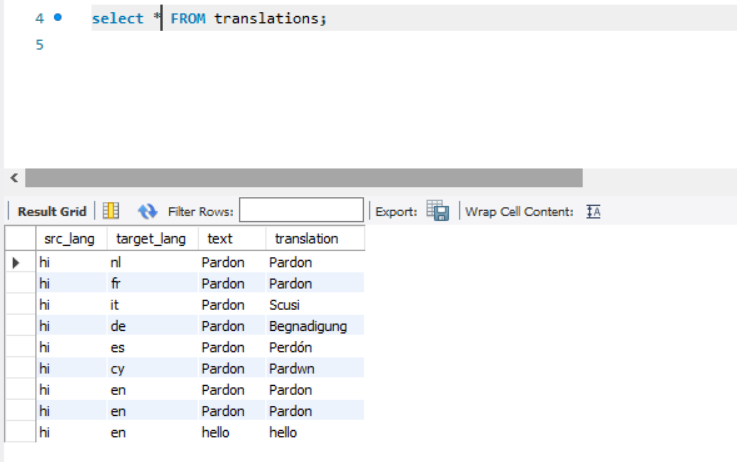 4 select * FROM translations;
5
Result Grid Filter Rows: Export: Wrap Cell Content:
src_lang target_lang text translation
hi nl Pardon Pardon
hi fr Pardon Pardon
hi it Pardon Scusi
hi de Pardon Begnadigung
hi es Pardon Perdón
hi cy Pardon Pardwn
hi en Pardon Pardon
hi en Pardon Pardon
hi en hello hello